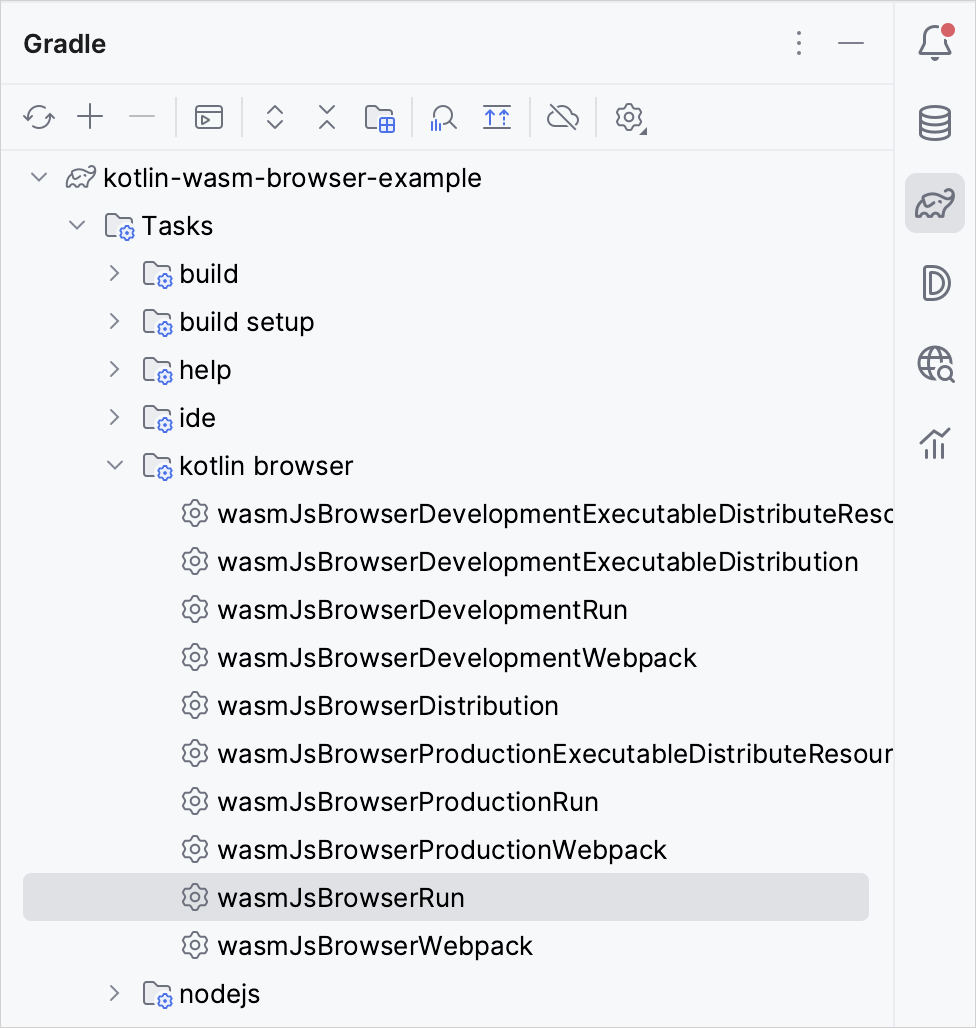 Gradle
kotlin-wasm-browser-example
Tasks
build
build setup
help
ide
kotlin browser
wasmJsBrowserDevelopmentExecutableDistributeResc
wasmJsBrowserDevelopmentExecutableDistribution
wasmJsBrowserDevelopmentRun
wasmJsBrowserDevelopmentWebpack
wasmJsBrowserDistribution
wasmJsBrowserProductionExecutableDistributeResour
wasmJsBrowserProductionRun
wasmJsBrowserProductionWebpack
wasmJsBrowserRun
wasmJsBrowserWebpack
nodejs